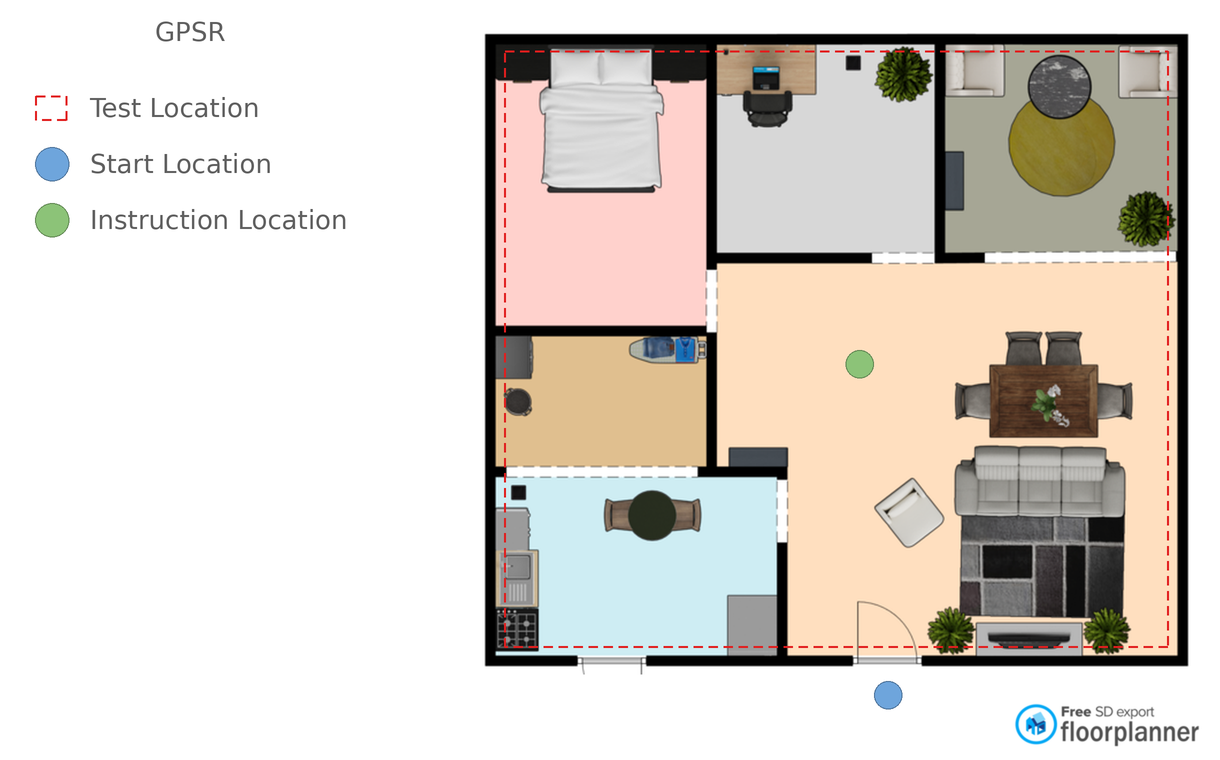 GPSR
Test Location
Start Location
Instruction Location
Free SD export
floorplanner